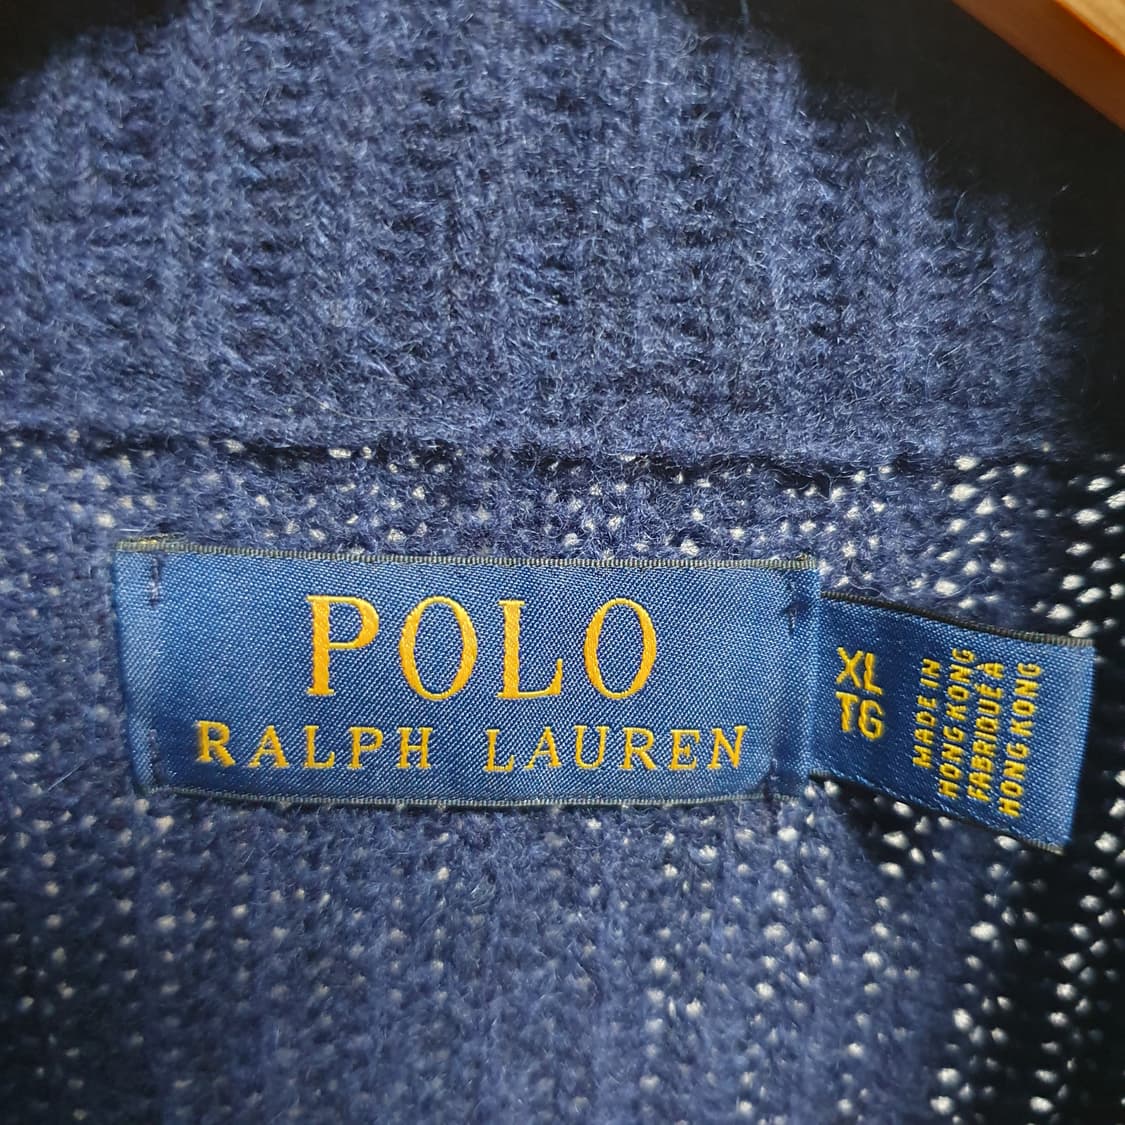 POLO
RALPH LAUREN
XL
TG
MADE IN
HONG KONG
FABRIQUÉ À
HONG KONG